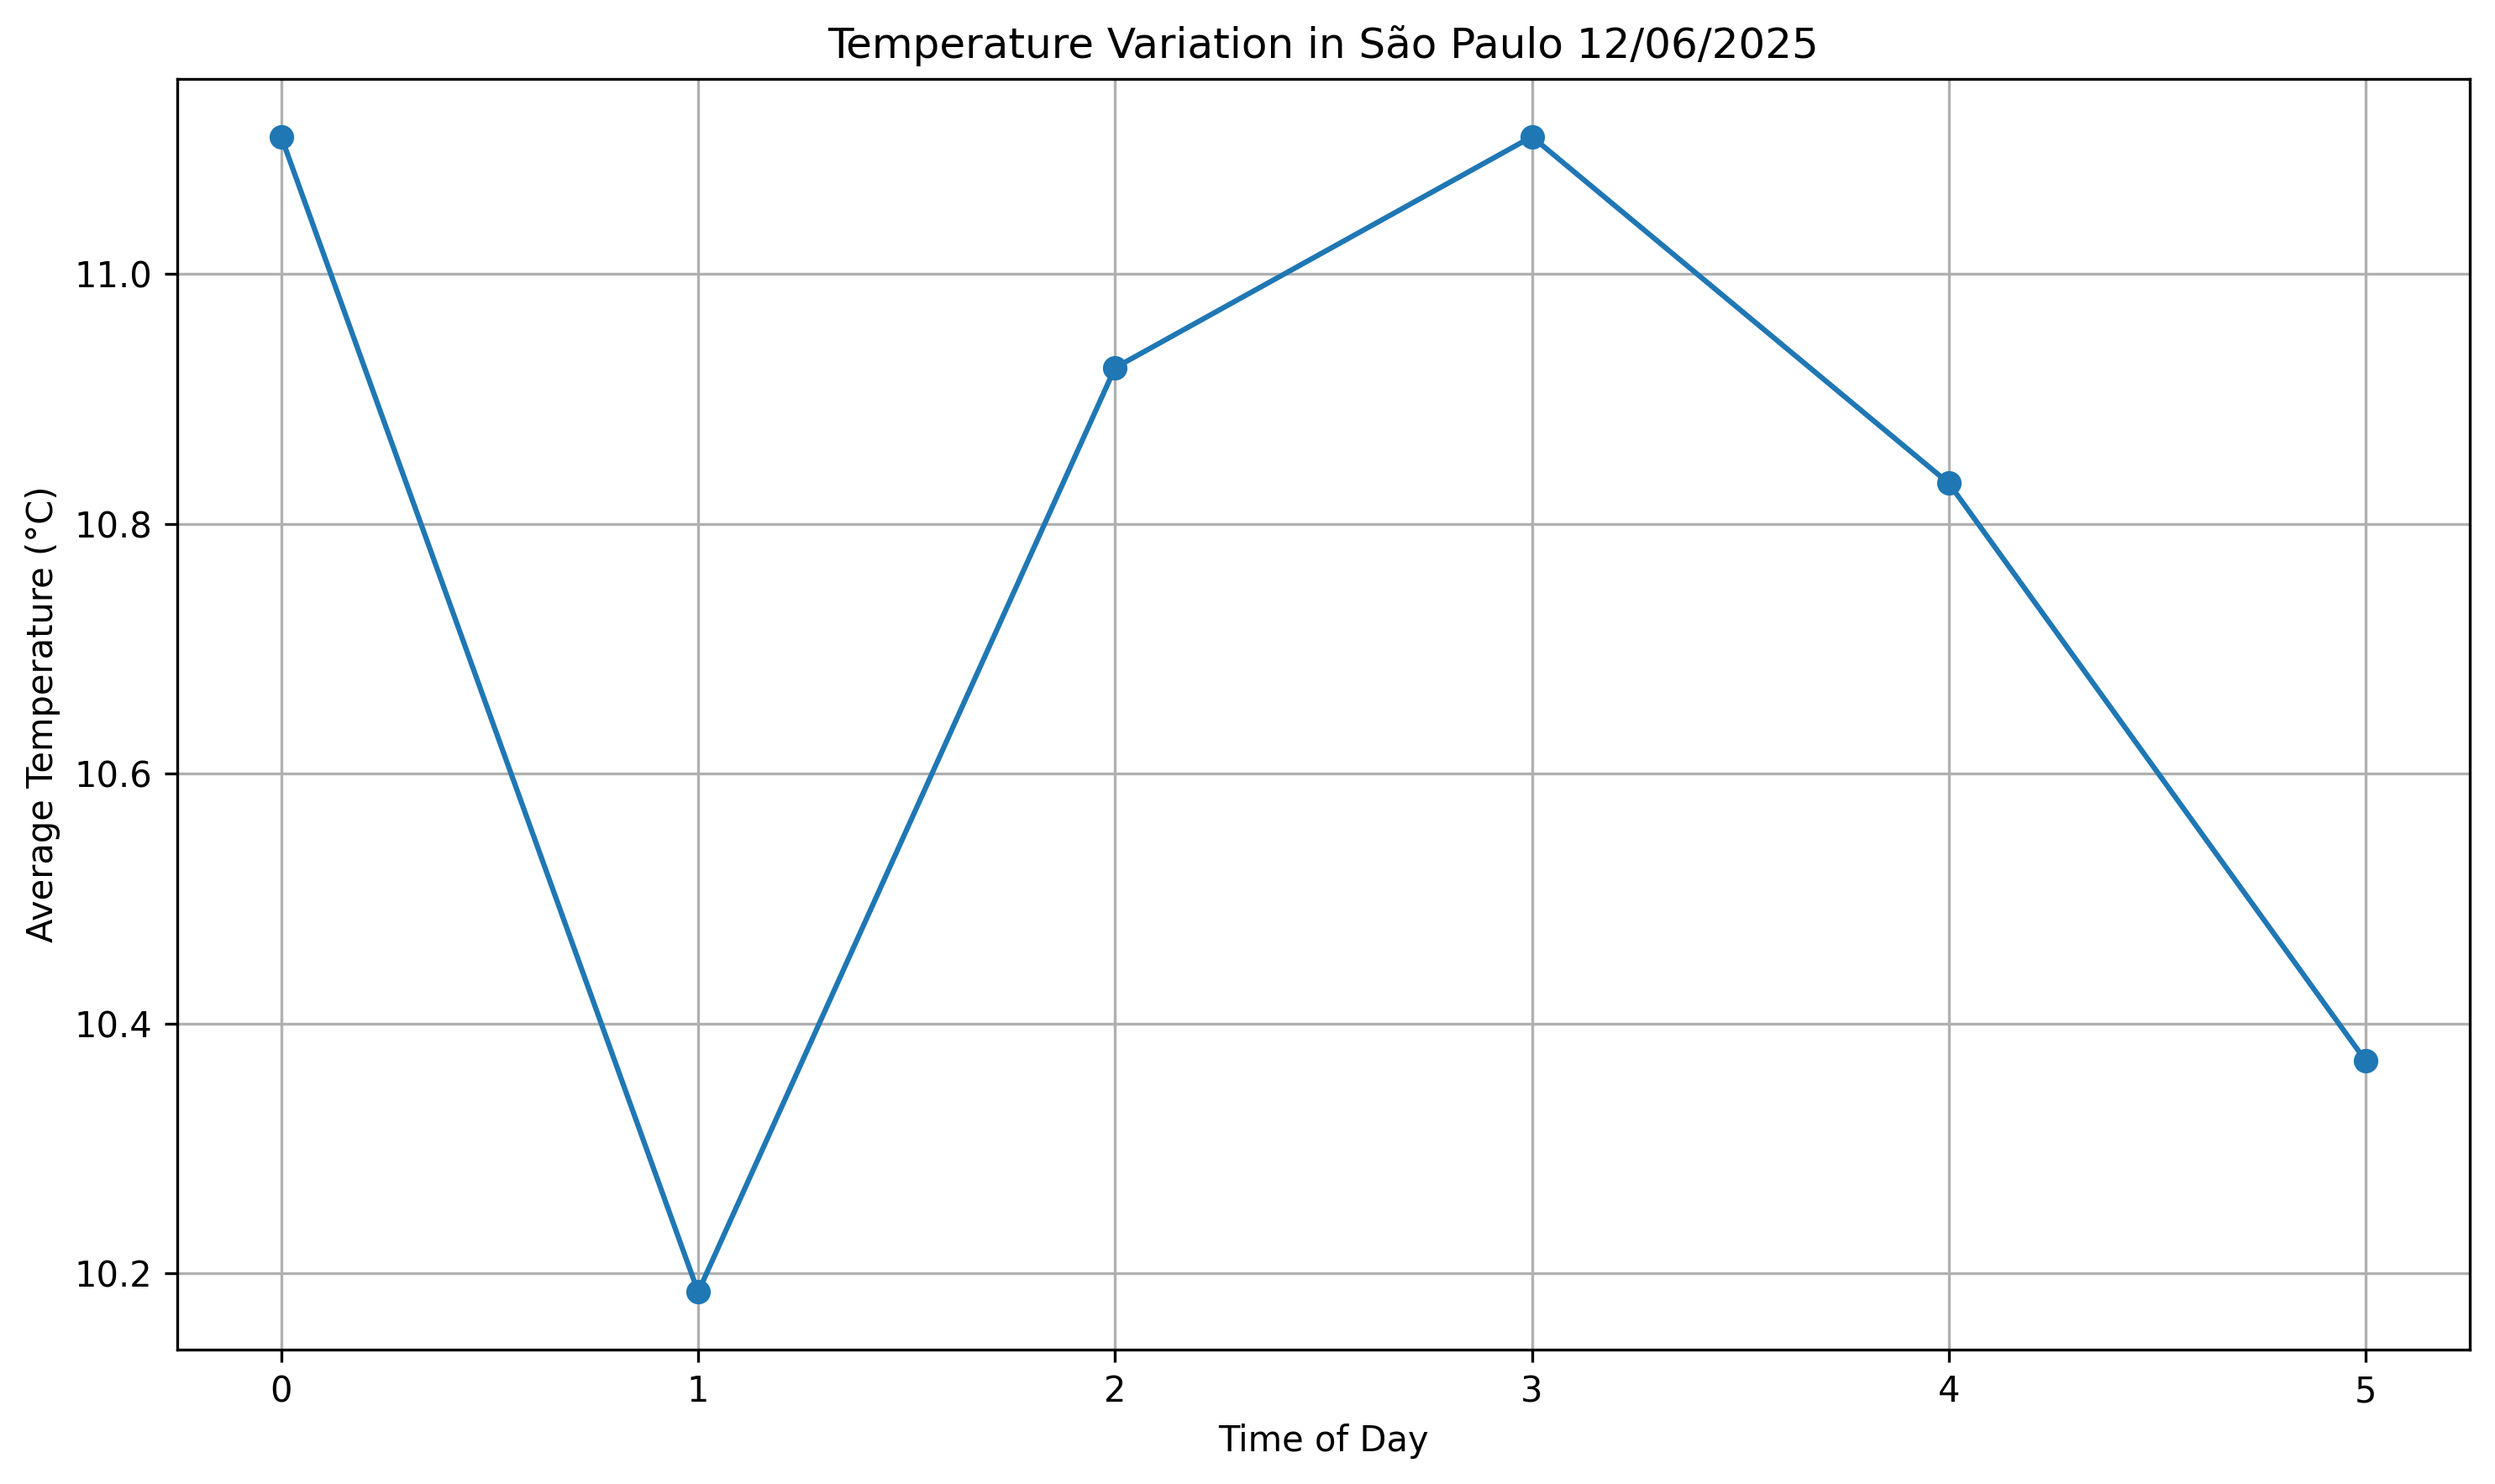 Temperature Variation in São Paulo 12/06/2025
Average Temperature (°C)
11.0
10.8
10.6
10.4
10.2
0 1 2 3 4 5
Time of Day